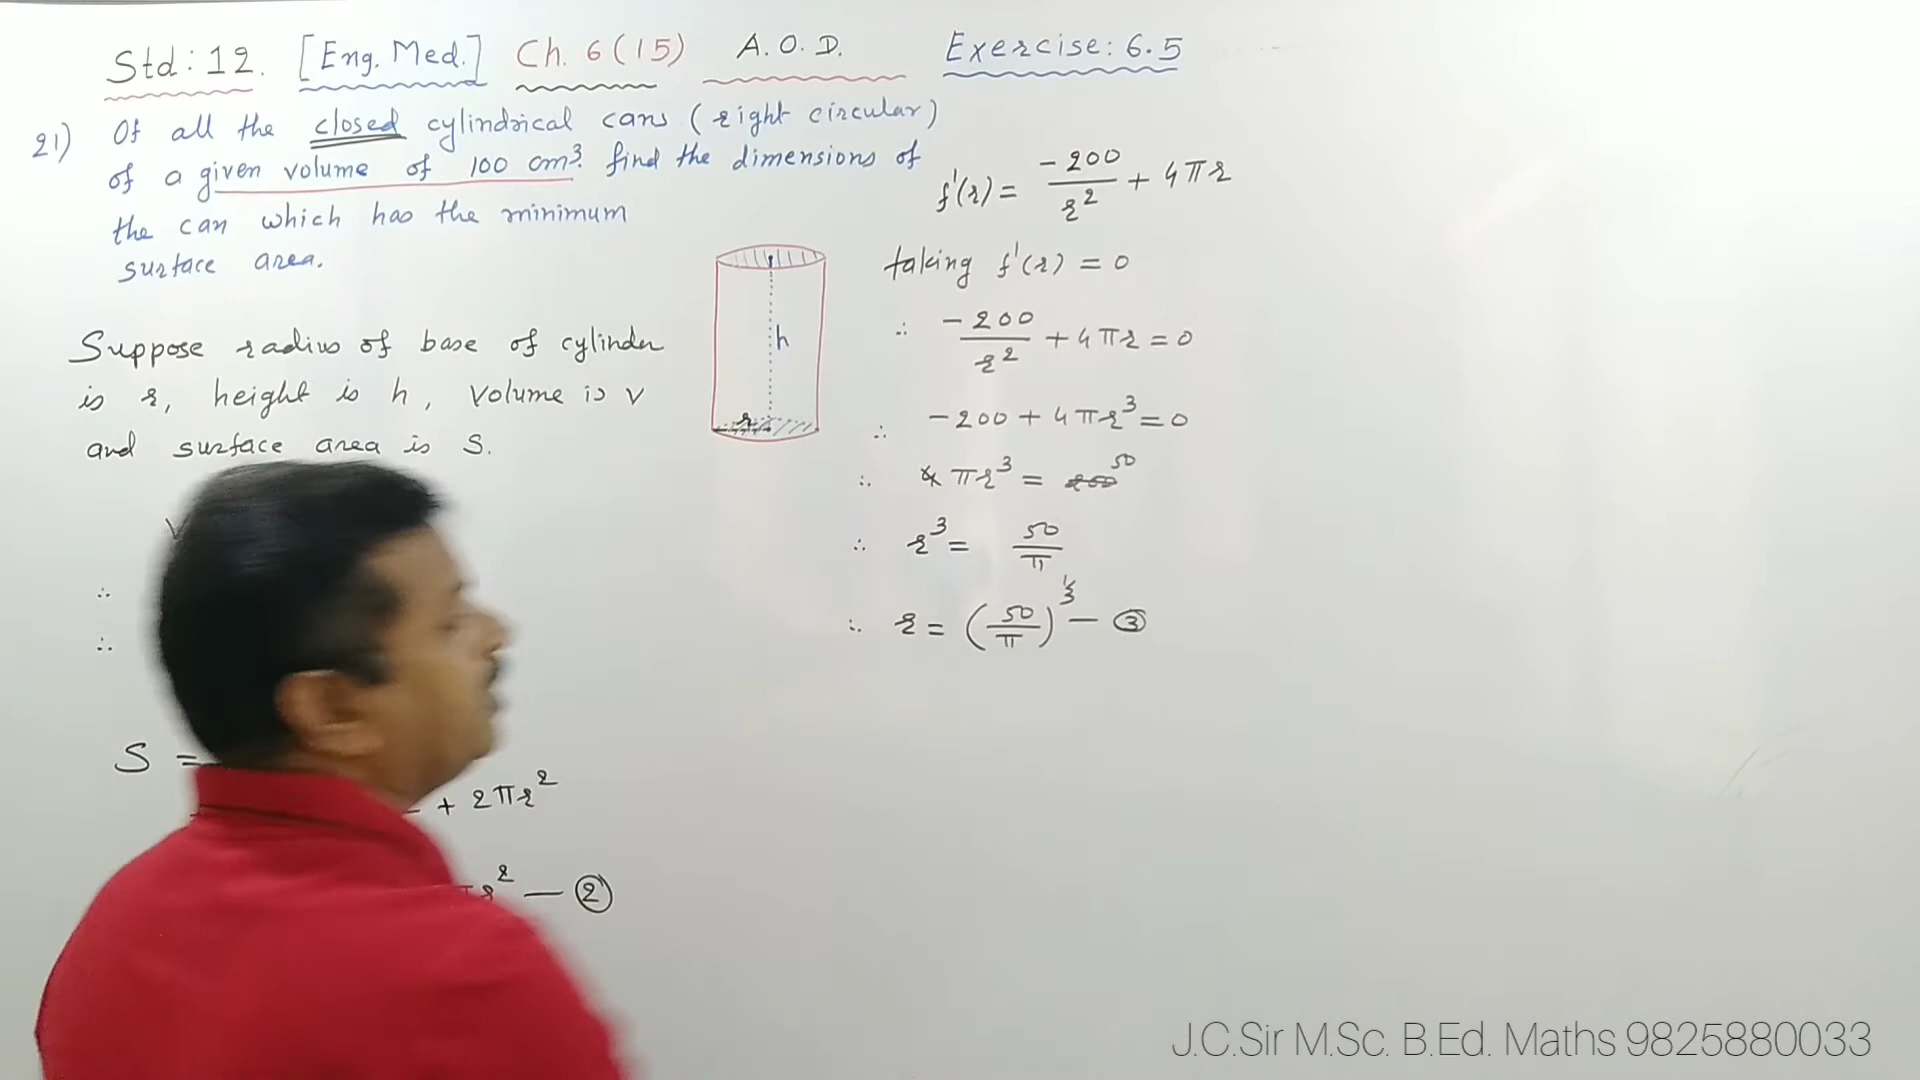 Std: 12. [Eng. Med.] Ch. 6 (15) A. O. D. Exercise: 6.5
21) Of all the closed cylindrical cans (right circular)
of a given volume of 100 cm³. find the dimensions of
the can which has the minimum
surface area.
h
r
Suppose radius of base of cylinder
is r, height is h, Volume is V
and surface area is S.
V
∴
∴
S =
+ 2πr²
r² — ②
f'(r) = -200/r² + 4πr
taking f'(r) = 0
∴ -200/r² + 4πr = 0
∴ -200 + 4πr³ = 0
∴ 4πr³ = 200 50
∴ r³ = 50/π
∴ r = (50/π)^1/3 — ③
J.C.Sir M.Sc. B.Ed. Maths 9825880033